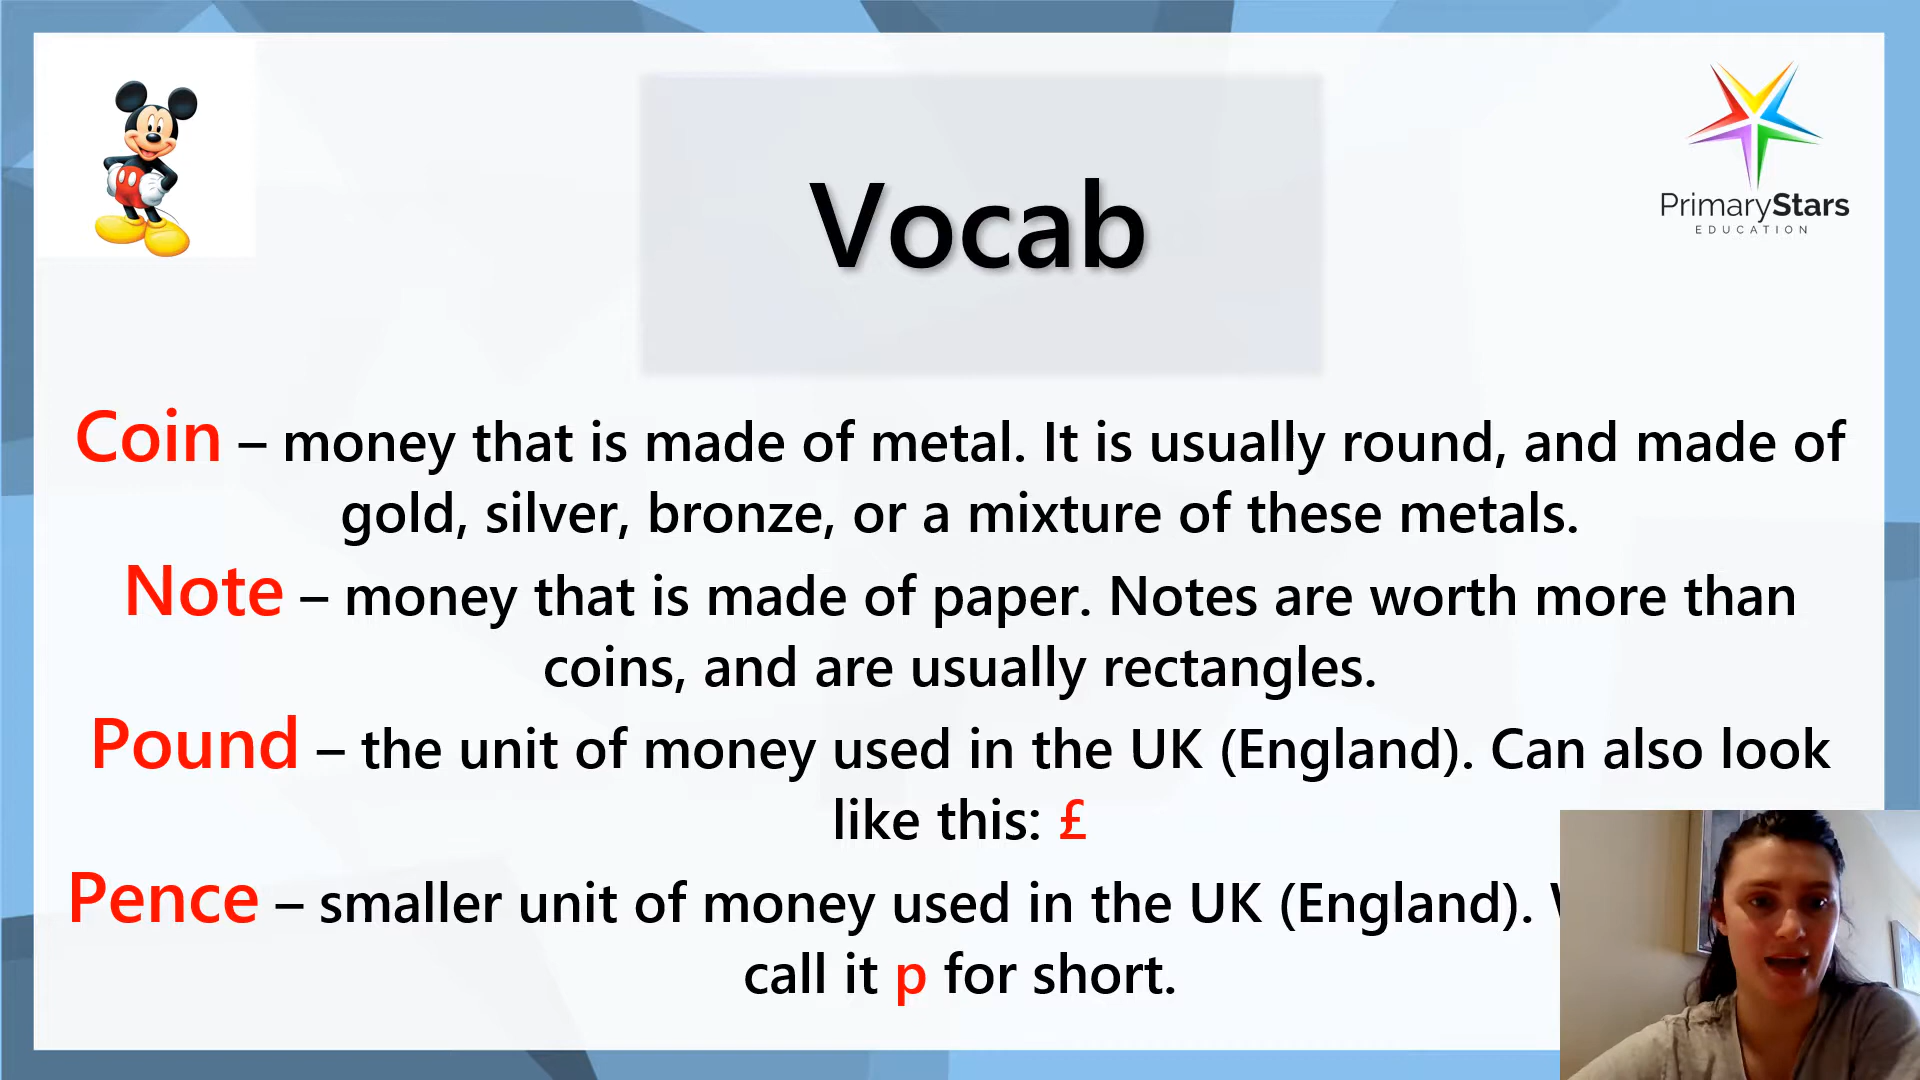 Vocab
PrimaryStars
EDUCATION
Coin – money that is made of metal. It is usually round, and made of
gold, silver, bronze, or a mixture of these metals.
Note – money that is made of paper. Notes are worth more than
coins, and are usually rectangles.
Pound – the unit of money used in the UK (England). Can also look
like this: £
Pence – smaller unit of money used in the UK (England).
call it p for short.